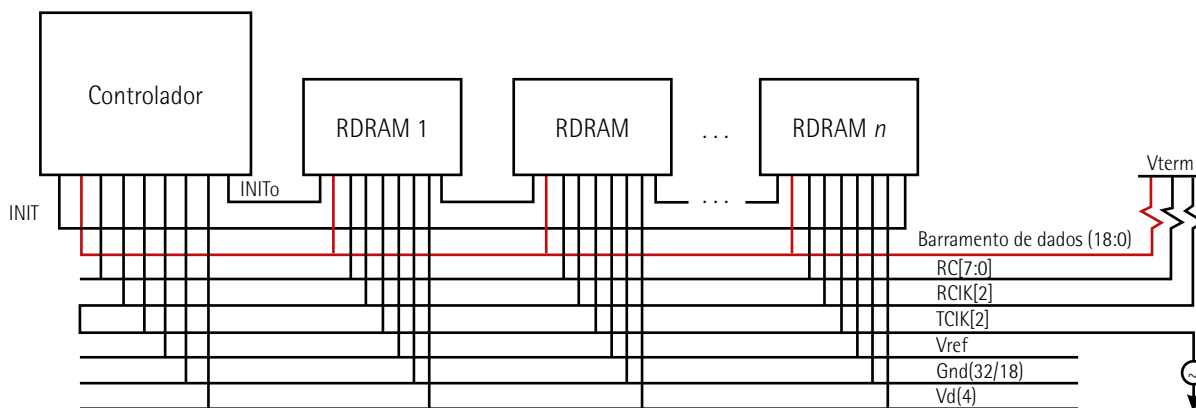 Controlador
RDRAM 1
RDRAM
. . .
RDRAM n
Vterm
INITo
. . .
INIT
Barramento de dados (18:0)
RC[7:0]
RCIK[2]
TCIK[2]
Vref
Gnd(32/18)
Vd(4)
~